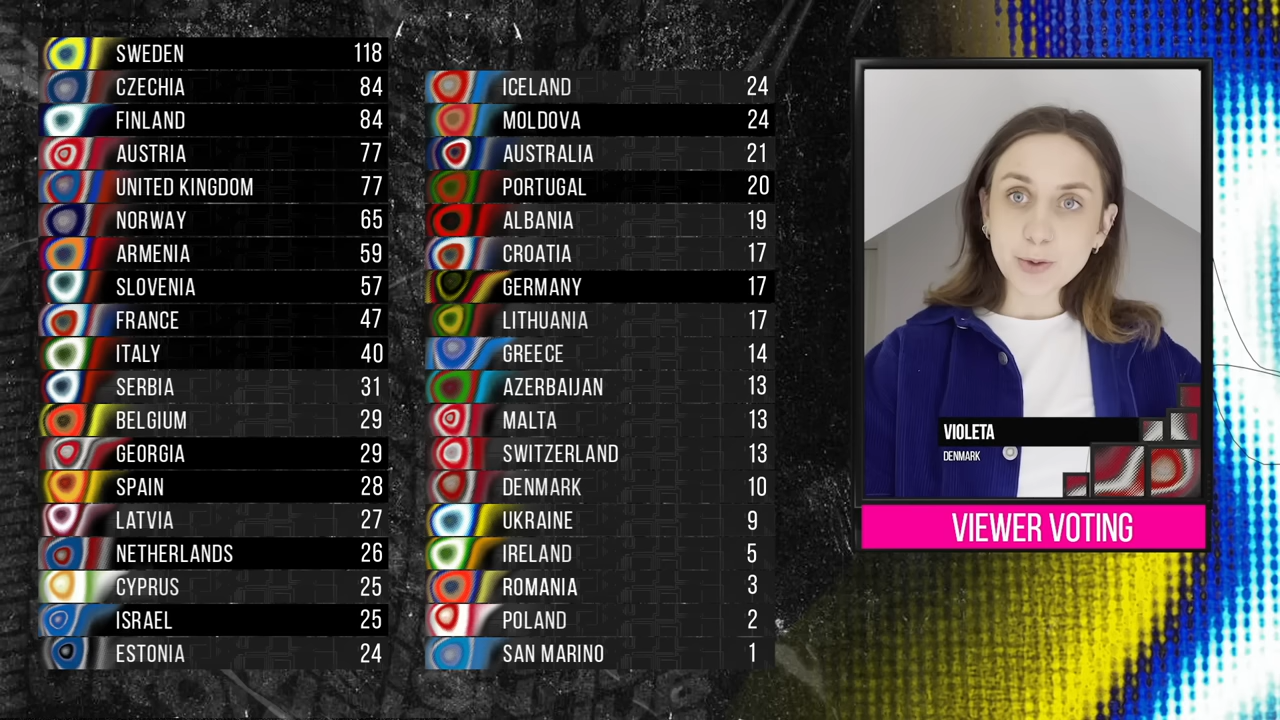 SWEDEN 118
CZECHIA 84
FINLAND 84
AUSTRIA 77
UNITED KINGDOM 77
NORWAY 65
ARMENIA 59
SLOVENIA 57
FRANCE 47
ITALY 40
SERBIA 31
BELGIUM 29
GEORGIA 29
SPAIN 28
LATVIA 27
NETHERLANDS 26
CYPRUS 25
ISRAEL 25
ESTONIA 24
ICELAND 24
MOLDOVA 24
AUSTRALIA 21
PORTUGAL 20
ALBANIA 19
CROATIA 17
GERMANY 17
LITHUANIA 17
GREECE 14
AZERBAIJAN 13
MALTA 13
SWITZERLAND 13
DENMARK 10
UKRAINE 9
IRELAND 5
ROMANIA 3
POLAND 2
SAN MARINO 1
VIOLETA
DENMARK
VIEWER VOTING